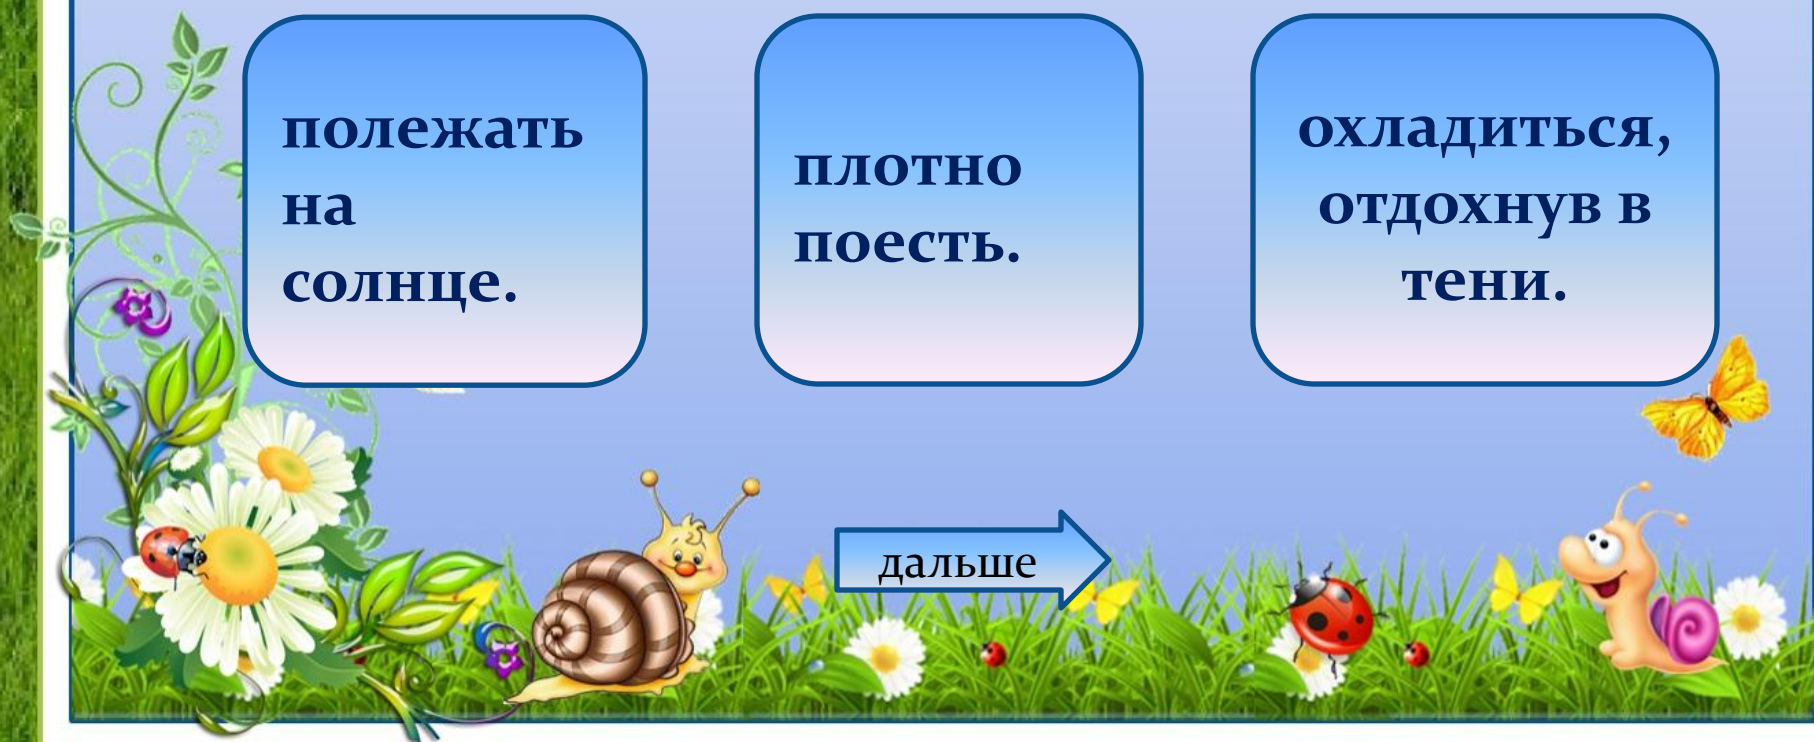 полежать
на
солнце.
плотно
поесть.
охладиться,
отдохнув в
тени.
дальше